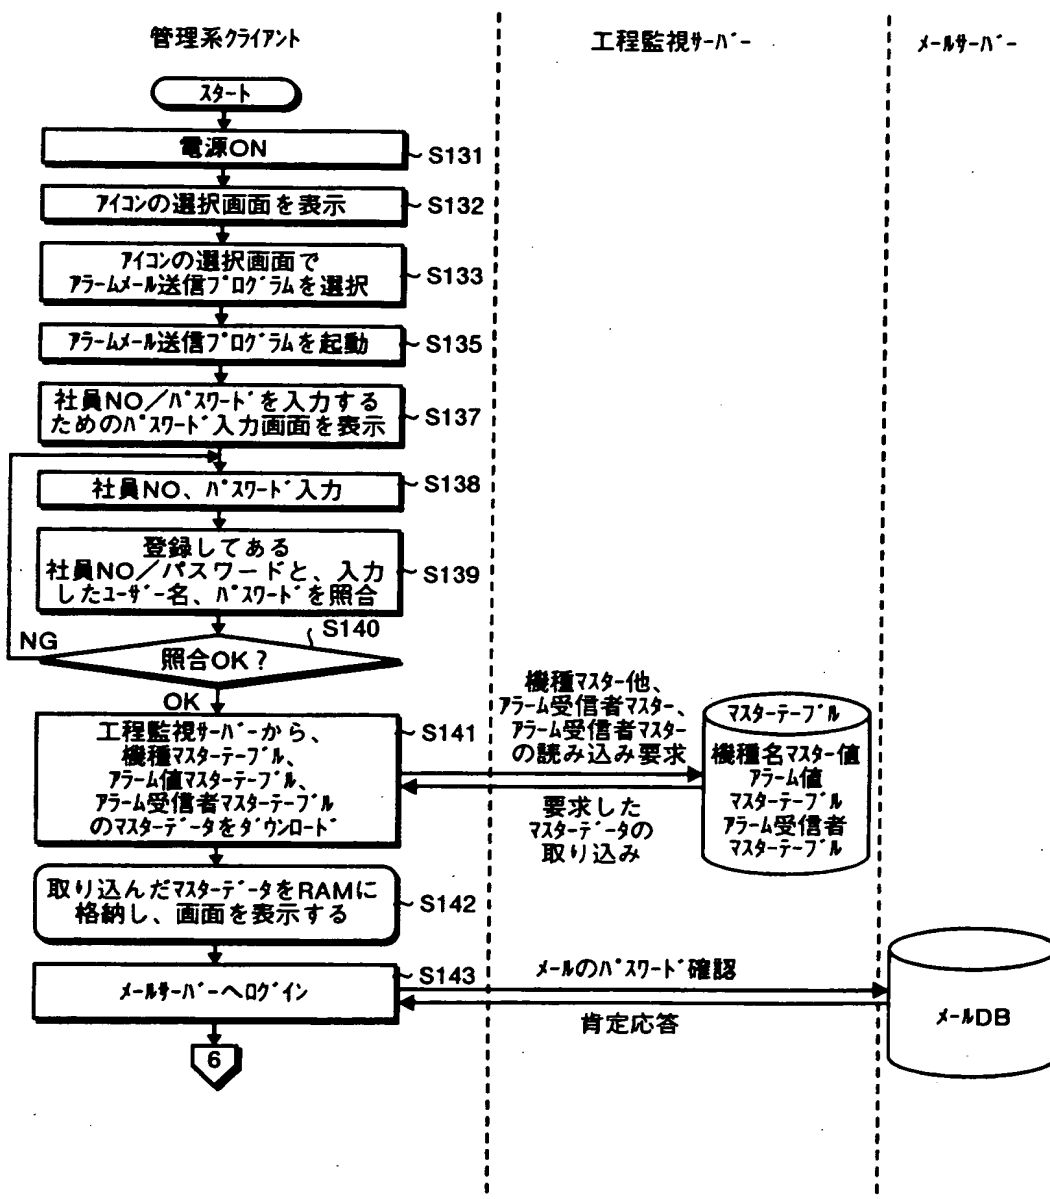 管理系クライアント
工程監視サーバー
メールサーバー
スタート
電源ON
S131
アイコンの選択画面を表示
S132
アイコンの選択画面で
アラームメール送信プログラムを選択
S133
アラームメール送信プログラムを起動
S135
社員NO／パスワードを入力する
ためのパスワード入力画面を表示
S137
社員NO、パスワード入力
S138
登録してある
社員NO／パスワードと、入力
したユーザー名、パスワードを照合
S139
S140
NG
照合OK？
OK
工程監視サーバーから、
機種マスターテーブル、
アラーム値マスターテーブル、
アラーム受信者マスターテーブル
のマスターデータをダウンロード
S141
機種マスター他、
アラーム受信者マスター、
アラーム受信者マスター
の読み込み要求
要求した
マスターデータの
取り込み
マスターテーブル
機種名マスター値
アラーム値
マスターテーブル
アラーム受信者
マスターテーブル
取り込んだマスターデータをRAMに
格納し、画面を表示する
S142
メールサーバーへログイン
S143
メールのパスワード確認
肯定応答
メールDB
6